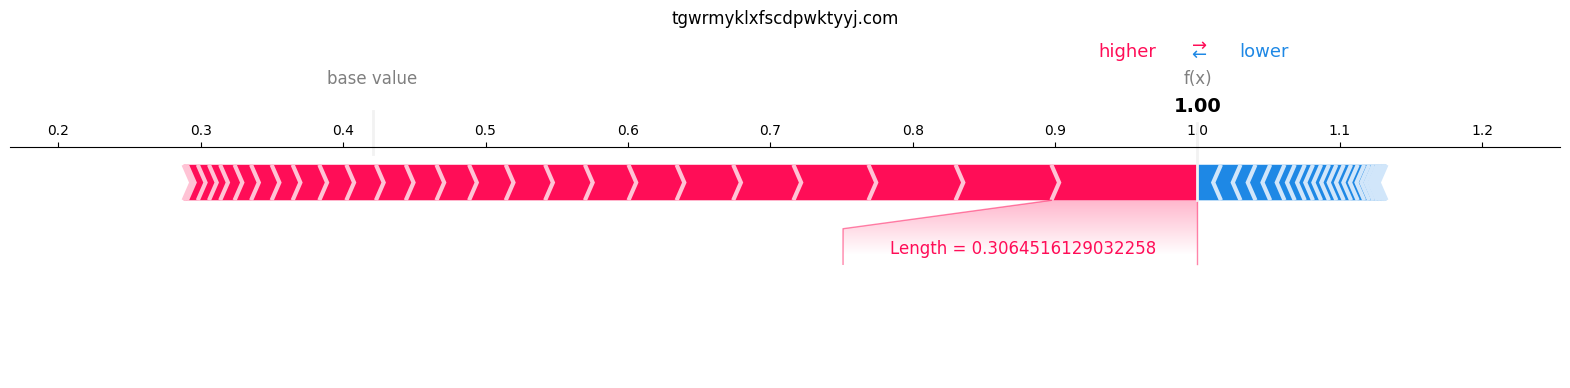 tgwrmyklxfscdpwktyyj.com
higher ⇄ lower
base value f(x)
1.00
0.2 0.3 0.4 0.5 0.6 0.7 0.8 0.9 1.0 1.1 1.2
Length = 0.3064516129032258